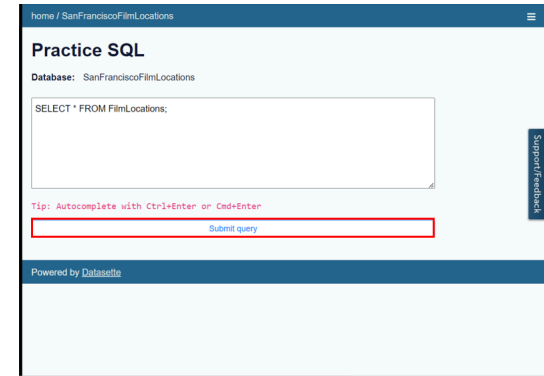 home / SanFranciscoFilmLocations
Practice SQL
Database: SanFranciscoFilmLocations
SELECT * FROM FilmLocations;
Support/Feedback
Tip: Autocomplete with Ctrl+Enter or Cmd+Enter
Submit query
Powered by Datasette